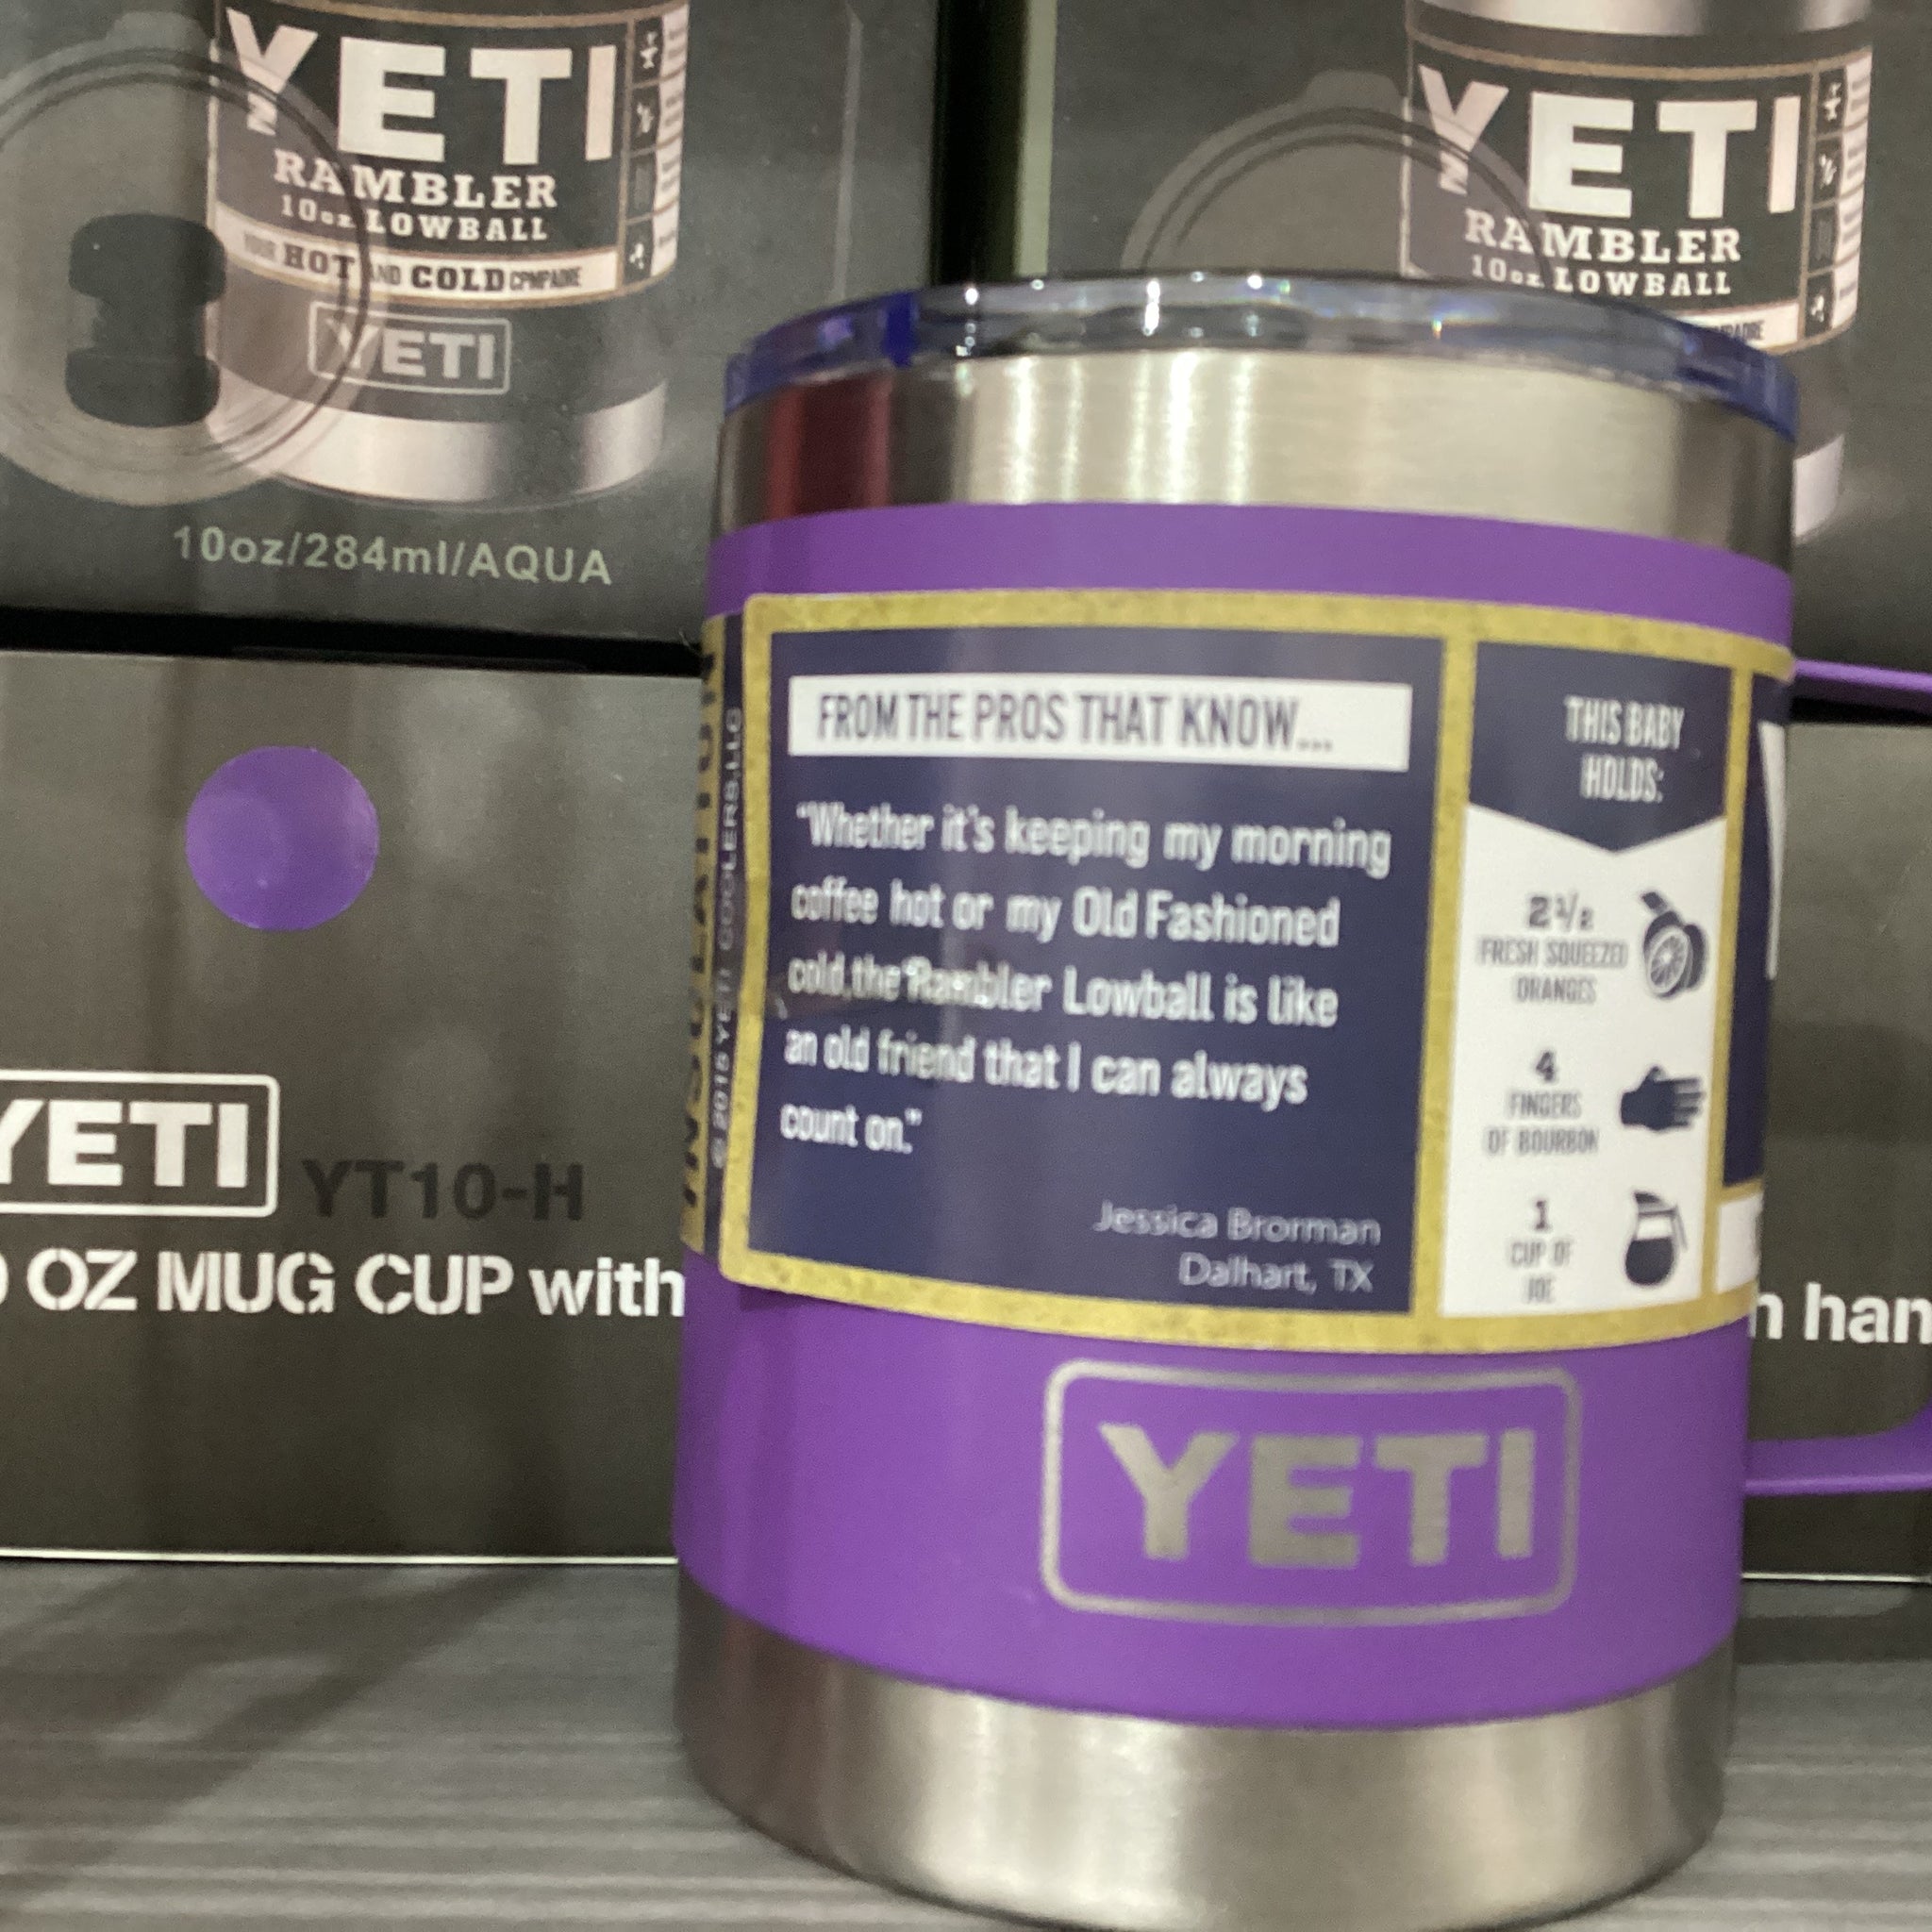 YETI
RAMBLER
10oz LOWBALL
YOUR HOT AND COLD CPMPADRE
YETI
10oz/284ml/AQUA
YETI
RAMBLER
10oz LOWBALL
YETI YT10-H
OZ MUG CUP with
han
INSULATION
© 2015 YETI COOLERS, LLC
FROM THE PROS THAT KNOW...
"Whether it's keeping my morning
coffee hot or my Old Fashioned
cold, the Rambler Lowball is like
an old friend that I can always
count on."
Jessica Brorman
Dalhart, TX
THIS BABY
HOLDS:
2 1/2
FRESH SQUEEZED
ORANGES
4
FINGERS
OF BOURBON
1
CUP OF
JOE
YETI